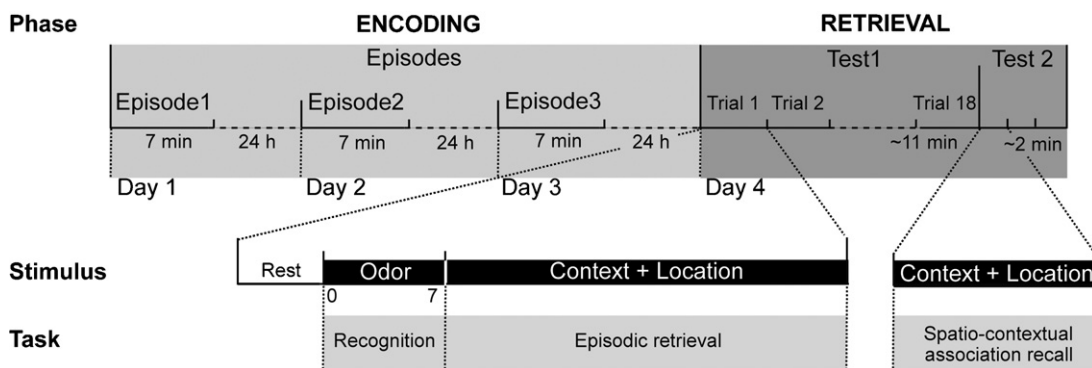 Phase ENCODING RETRIEVAL
Episodes Test1 Test 2
Episode1 Episode2 Episode3 Trial 1 Trial 2 Trial 18
7 min 24 h 7 min 24 h 7 min 24 h ~11 min ~2 min
Day 1 Day 2 Day 3 Day 4
Stimulus Rest Odor Context + Location Context + Location
0 7
Task Recognition Episodic retrieval Spatio-contextual
association recall